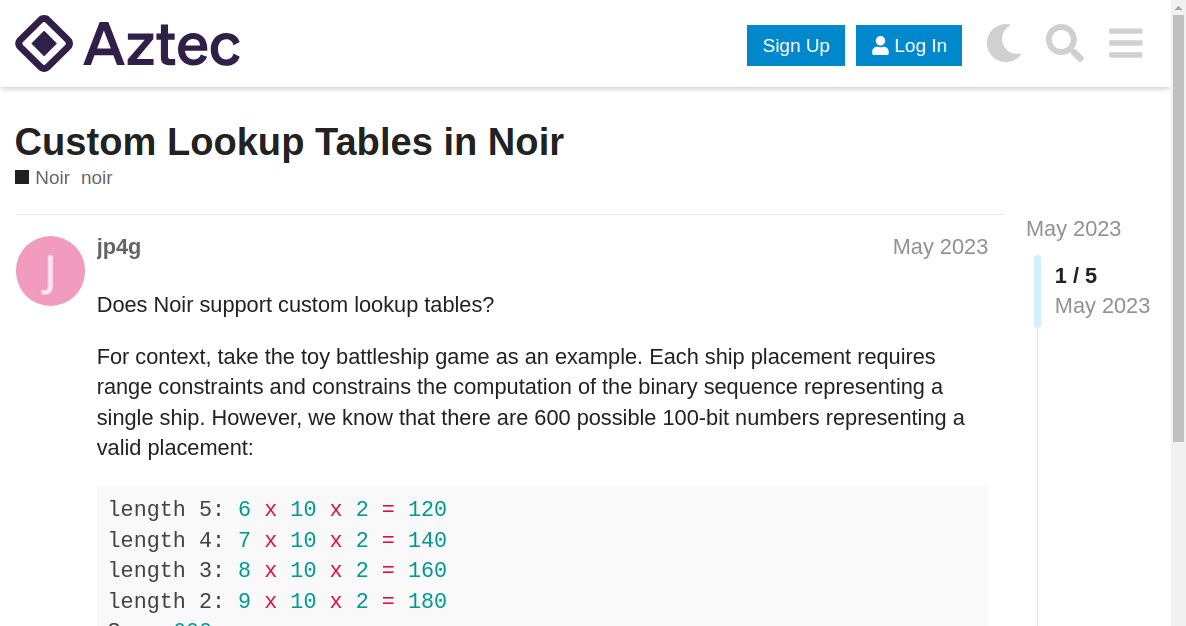 Aztec
Sign Up
Log In
Custom Lookup Tables in Noir
Noir noir
May 2023
J
jp4g
May 2023
1 / 5
May 2023
Does Noir support custom lookup tables?
For context, take the toy battleship game as an example. Each ship placement requires
range constraints and constrains the computation of the binary sequence representing a
single ship. However, we know that there are 600 possible 100-bit numbers representing a
valid placement:
length 5: 6 x 10 x 2 = 120
length 4: 7 x 10 x 2 = 140
length 3: 8 x 10 x 2 = 160
length 2: 9 x 10 x 2 = 180